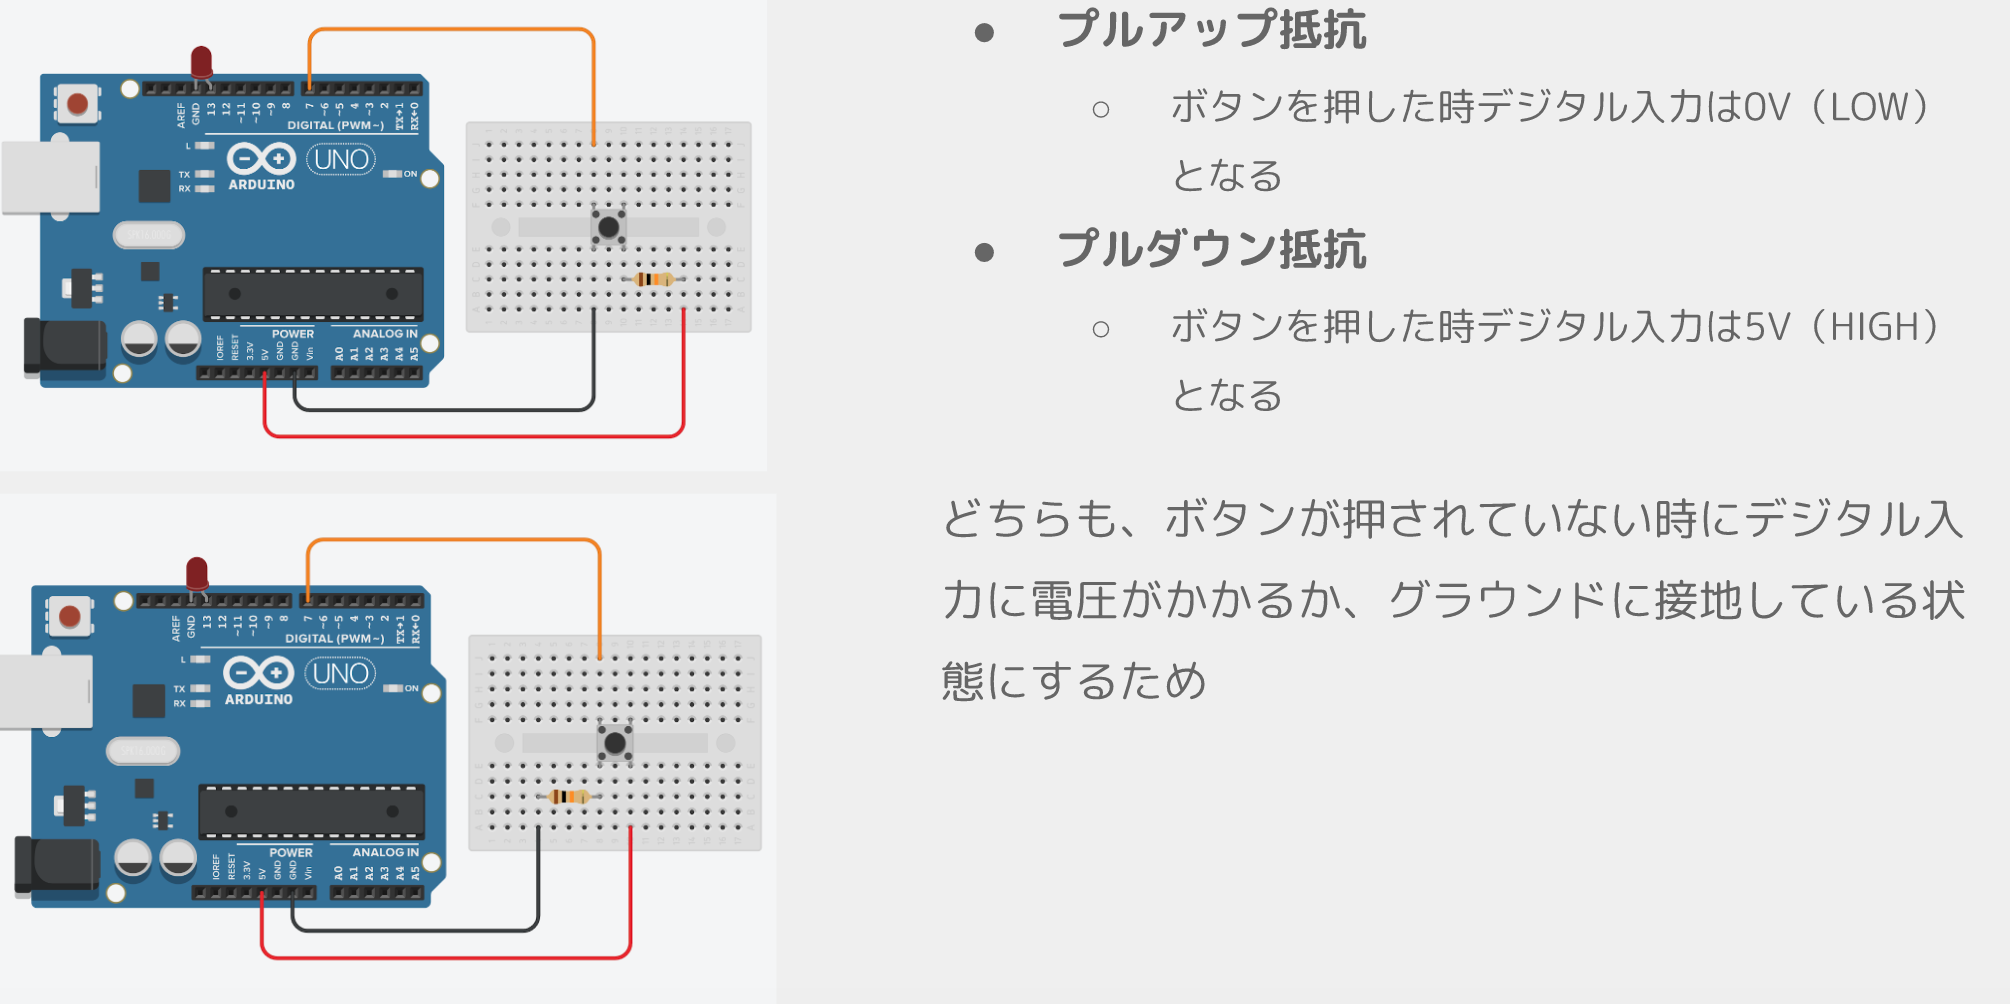 プルアップ抵抗
ボタンを押した時デジタル入力は0V（LOW）
となる
プルダウン抵抗
ボタンを押した時デジタル入力は5V（HIGH）
となる
どちらも、ボタンが押されていない時にデジタル入
力に電圧がかかるか、グラウンドに接地している状
態にするため
AREF GND 13 12 ~11 ~10 ~9 8 7 ~6 ~5 4 ~3 2 TX→1 RX←0
DIGITAL (PWM~)
L
TX
RX
ARDUINO
UNO
ON
POWER
ANALOG IN
IOREF RESET 3.3V 5V GND GND Vin A0 A1 A2 A3 A4 A5
AREF GND 13 12 ~11 ~10 ~9 8 7 ~6 ~5 4 ~3 2 TX→1 RX←0
DIGITAL (PWM~)
L
TX
RX
ARDUINO
UNO
ON
POWER
ANALOG IN
IOREF RESET 3.3V 5V GND GND Vin A0 A1 A2 A3 A4 A5